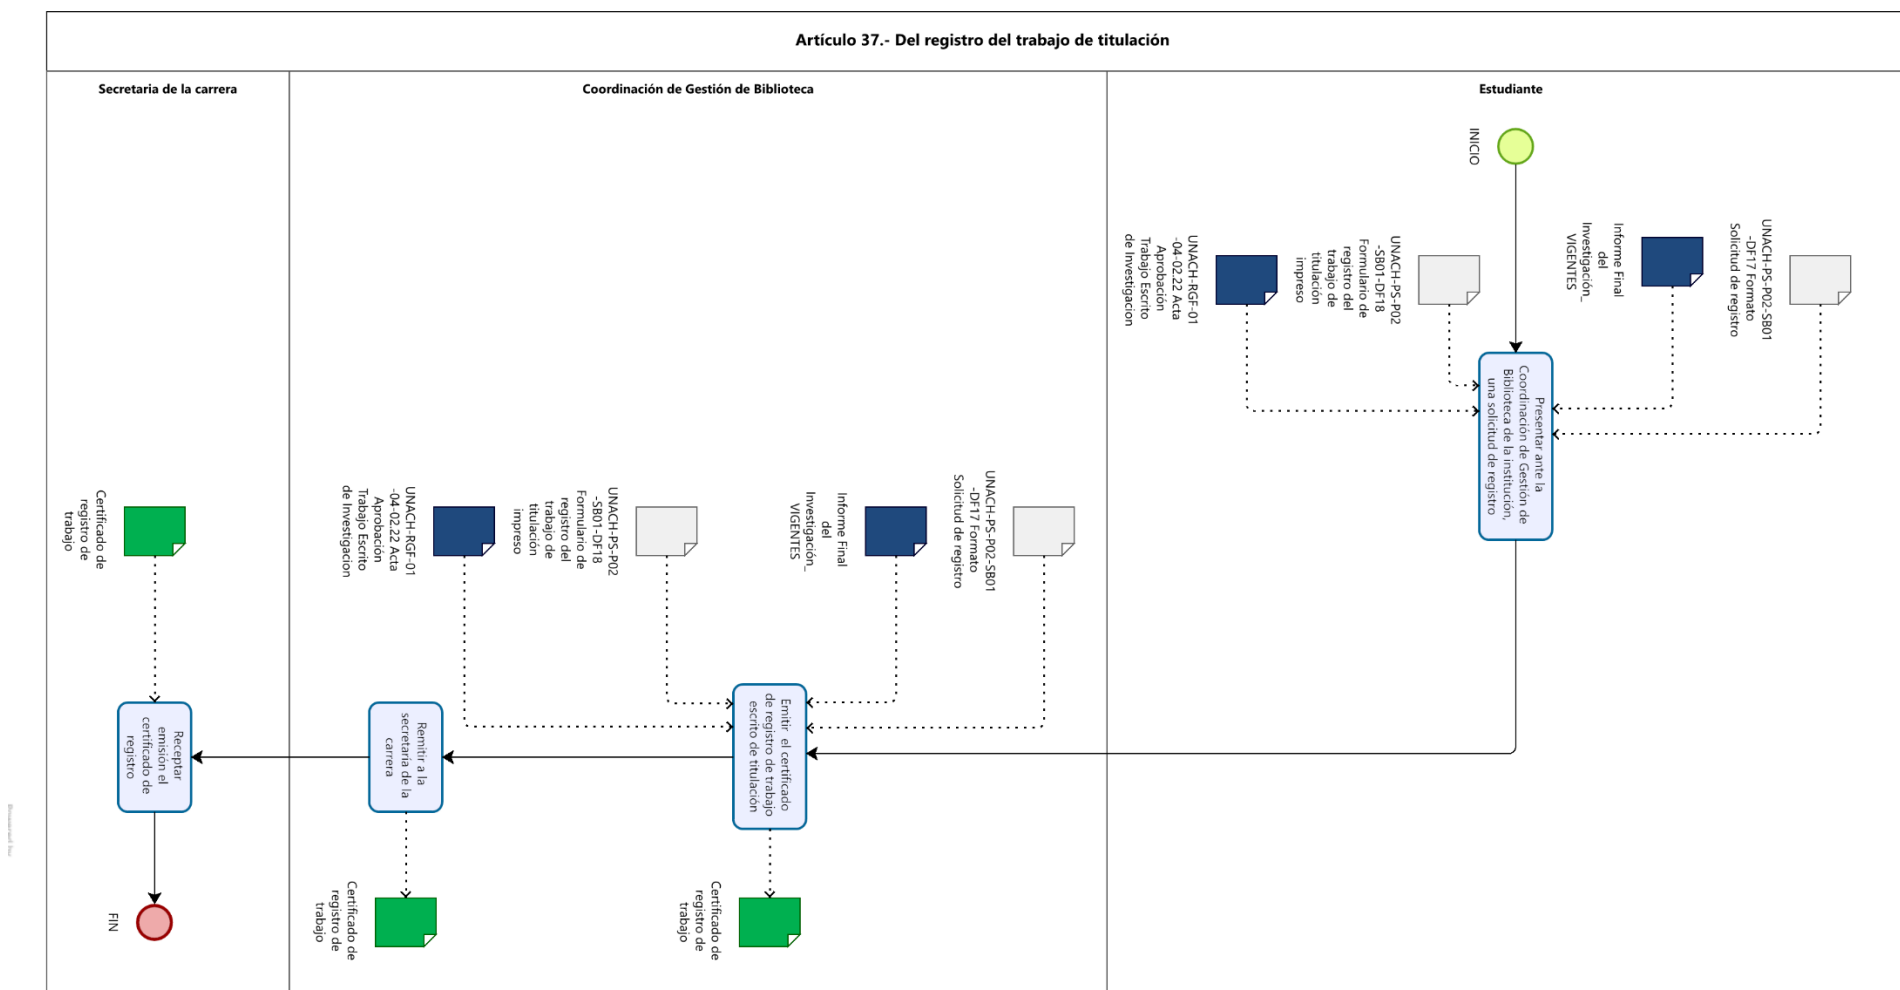 Artículo 37.- Del registro del trabajo de titulación
Secretaria de la carrera
Coordinación de Gestión de Biblioteca
Estudiante
INICIO
UNACH-PS-P02-SB01
-DF17 Formato
Solicitud de registro
Informe Final
del
Investigación_
VIGENTES
UNACH-PS-P02
-SB01-DF18
Formulario de
registro del
trabajo de
titulación
impreso
UNACH-RGF-01
-04-02.22 Acta
Aprobación
Trabajo Escrito
de Investigacion
Presentar ante la
Coordinación de Gestión de
Biblioteca de la institución,
una solicitud de registro
UNACH-PS-P02-SB01
-DF17 Formato
Solicitud de registro
Informe Final
del
Investigación_
VIGENTES
UNACH-PS-P02
-SB01-DF18
Formulario de
registro del
trabajo de
titulación
impreso
UNACH-RGF-01
-04-02.22 Acta
Aprobación
Trabajo Escrito
de Investigacion
Emitir el certificado
de registro de trabajo
escrito de titulación
Certificado de
registro de
trabajo
Remitir a la
secretaria de la
carrera
Certificado de
registro de
trabajo
Certificado de
registro de
trabajo
Receptar
emisión el
certificado de
registro
FIN